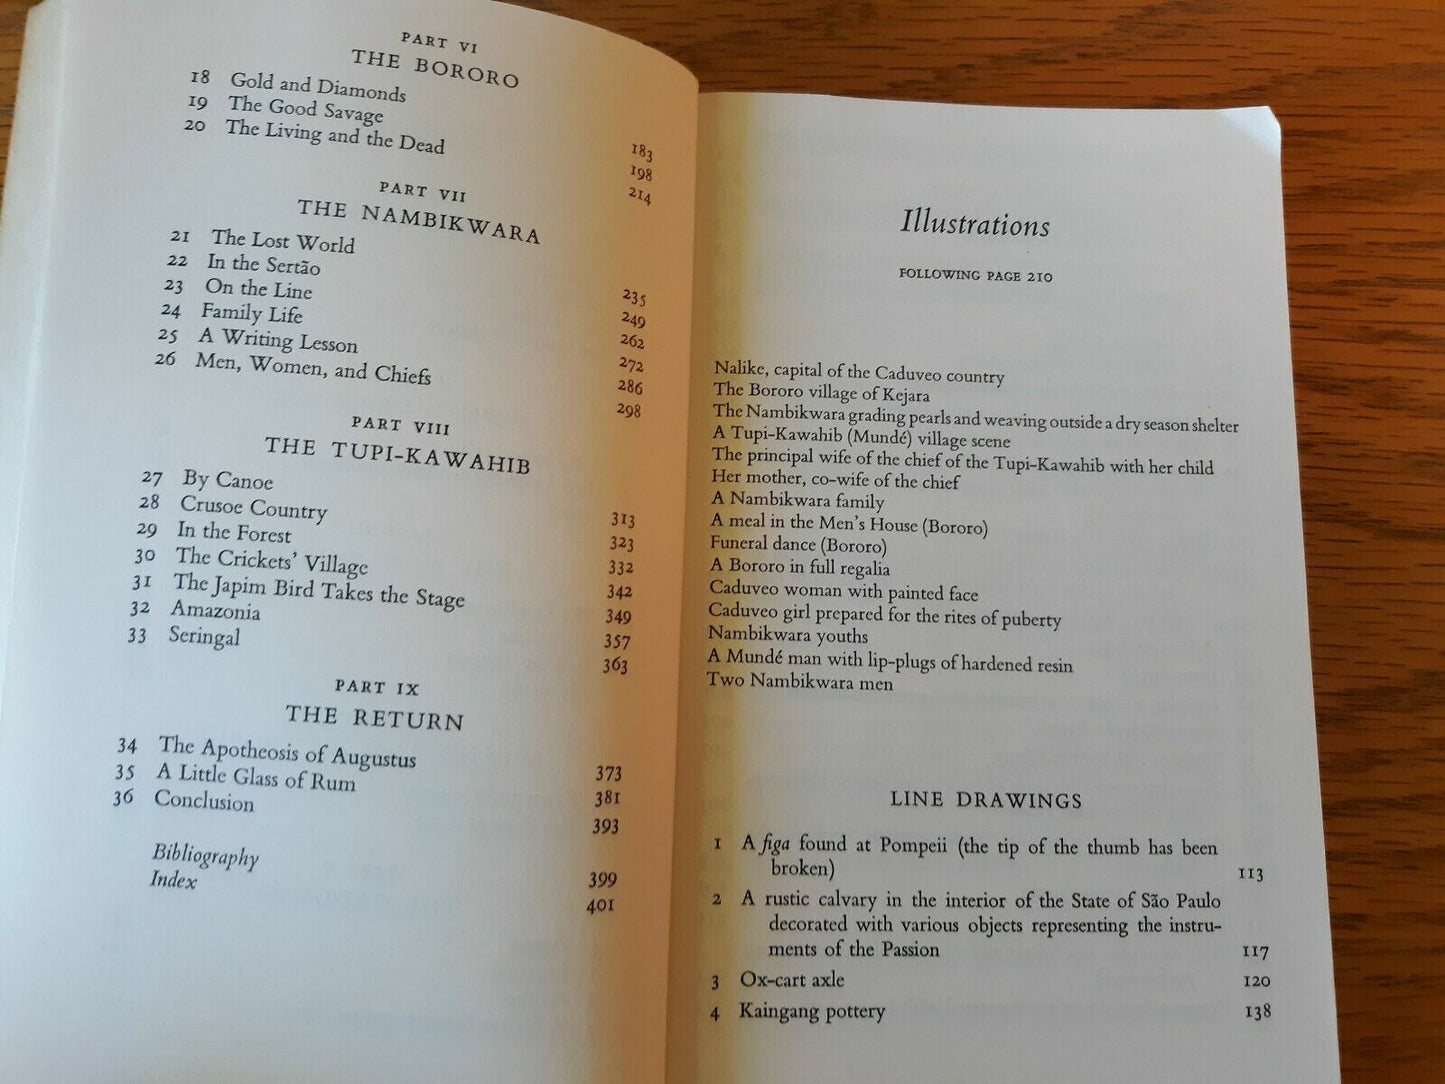 PART VI
THE BORORO
18 Gold and Diamonds 183
19 The Good Savage 198
20 The Living and the Dead 214
PART VII
THE NAMBIKWARA
21 The Lost World 235
22 In the Sertão 249
23 On the Line 262
24 Family Life 272
25 A Writing Lesson 286
26 Men, Women, and Chiefs 298
PART VIII
THE TUPI-KAWAHIB
27 By Canoe 313
28 Crusoe Country 323
29 In the Forest 332
30 The Crickets' Village 342
31 The Japim Bird Takes the Stage 349
32 Amazonia 357
33 Seringal 363
PART IX
THE RETURN
34 The Apotheosis of Augustus 373
35 A Little Glass of Rum 381
36 Conclusion 393
Bibliography 399
Index 401
Illustrations
FOLLOWING PAGE 210
Nalike, capital of the Caduveo country
The Bororo village of Kejara
The Nambikwara grading pearls and weaving outside a dry season shelter
A Tupi-Kawahib (Mundé) village scene
The principal wife of the chief of the Tupi-Kawahib with her child
Her mother, co-wife of the chief
A Nambikwara family
A meal in the Men's House (Bororo)
Funeral dance (Bororo)
A Bororo in full regalia
Caduveo woman with painted face
Caduveo girl prepared for the rites of puberty
Nambikwara youths
A Mundé man with lip-plugs of hardened resin
Two Nambikwara men
LINE DRAWINGS
1 A figa found at Pompeii (the tip of the thumb has been
broken) 113
2 A rustic calvary in the interior of the State of São Paulo
decorated with various objects representing the instru-
ments of the Passion 117
3 Ox-cart axle 120
4 Kaingang pottery 138